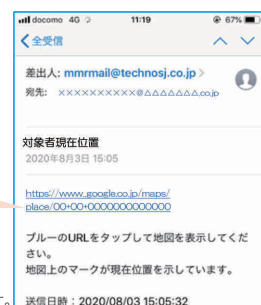 docomo 4G 11:19 67%
全受信
差出人: mmrmail@technosj.co.jp
宛先: ××××××××××@△△△△△△△.co.jp
対象者現在位置
2020年8月3日 15:05
https://www.google.co.jp/maps/
place/00+00+0000000000000
ブルーのURLをタップして地図を表示してくだ
さい。
地図上のマークが現在位置を示しています。
送信日時：2020/08/03 15:05:32
す。